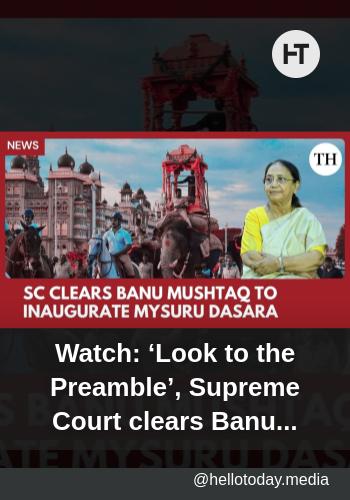 HT
NEWS
TH
SC CLEARS BANU MUSHTAQ TO
INAUGURATE MYSURU DASARA
Watch: ‘Look to the
Preamble’, Supreme
Court clears Banu...
@hellotoday.media